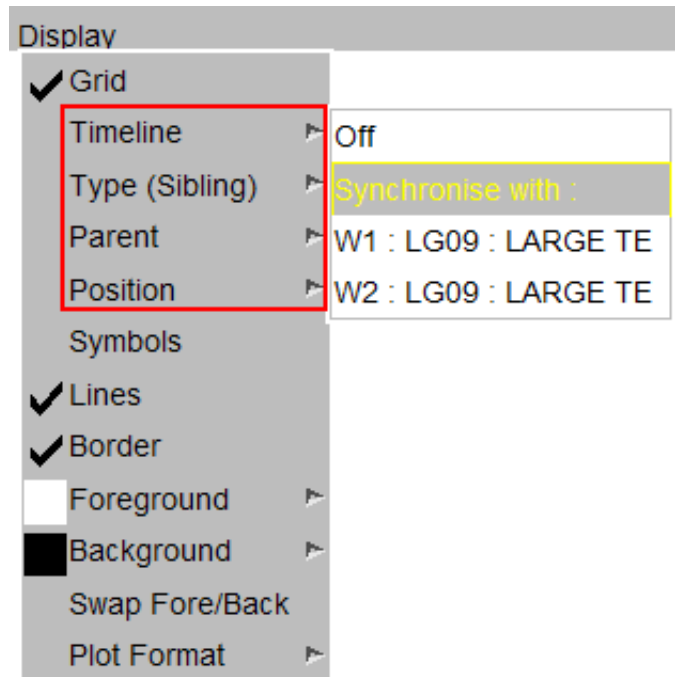 Display
Grid
Timeline
Off
Type (Sibling)
Synchronise with :
Parent
W1 : LG09 : LARGE TE
Position
W2 : LG09 : LARGE TE
Symbols
Lines
Border
Foreground
Background
Swap Fore/Back
Plot Format